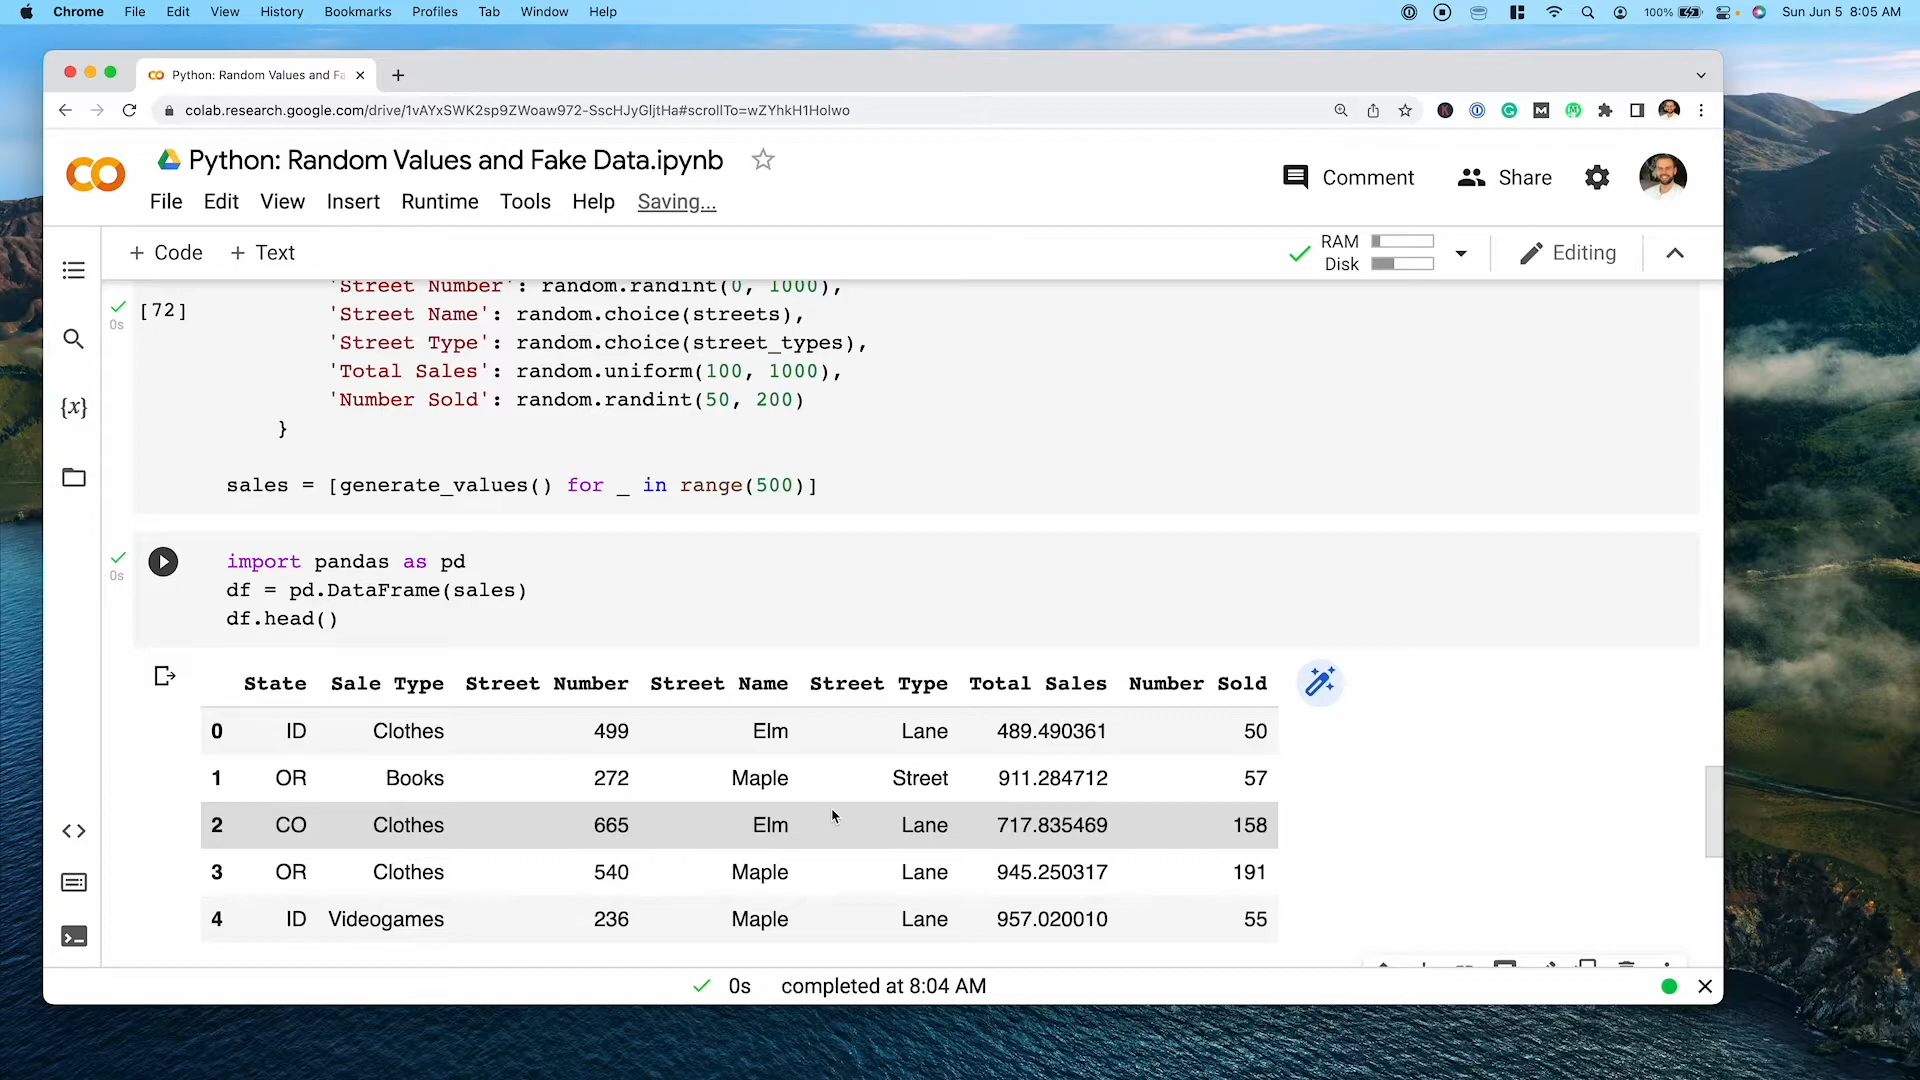 Chrome File Edit View History Bookmarks Profiles Tab Window Help 100% Sun Jun 5 8:05 AM
Python: Random Values and Fa
colab.research.google.com/drive/1vAYxSWK2sp9ZWoaw972-SscHJyGljtHa#scrollTo=wZYhkH1Holwo
Python: Random Values and Fake Data.ipynb
Comment Share
File Edit View Insert Runtime Tools Help Saving...
+ Code + Text
RAM
Disk
Editing
'Street Number': random.randint(0, 1000),
[72]
0s
'Street Name': random.choice(streets),
'Street Type': random.choice(street_types),
'Total Sales': random.uniform(100, 1000),
'Number Sold': random.randint(50, 200)
}
sales = [generate_values() for _ in range(500)]
{x}
0s
import pandas as pd
df = pd.DataFrame(sales)
df.head()
State Sale Type Street Number Street Name Street Type Total Sales Number Sold
0 ID Clothes 499 Elm Lane 489.490361 50
1 OR Books 272 Maple Street 911.284712 57
2 CO Clothes 665 Elm Lane 717.835469 158
3 OR Clothes 540 Maple Lane 945.250317 191
4 ID Videogames 236 Maple Lane 957.020010 55
0s completed at 8:04 AM